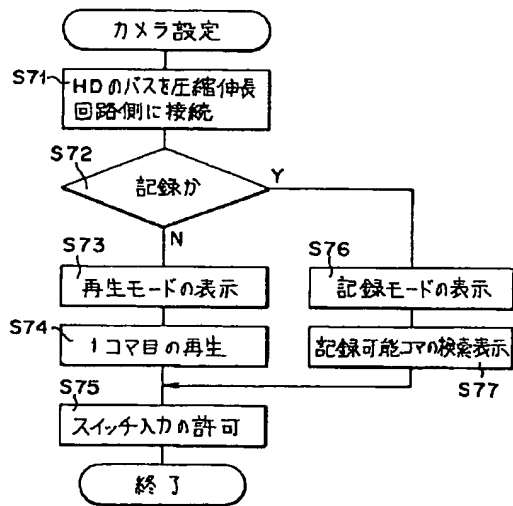 カメラ設定
S71
HDのバスを圧縮伸長
回路側に接続
S72
記録か
Y
N
S73
再生モードの表示
S74
1コマ目の再生
S75
スイッチ入力の許可
S76
記録モードの表示
記録可能コマの検索表示
S77
終了